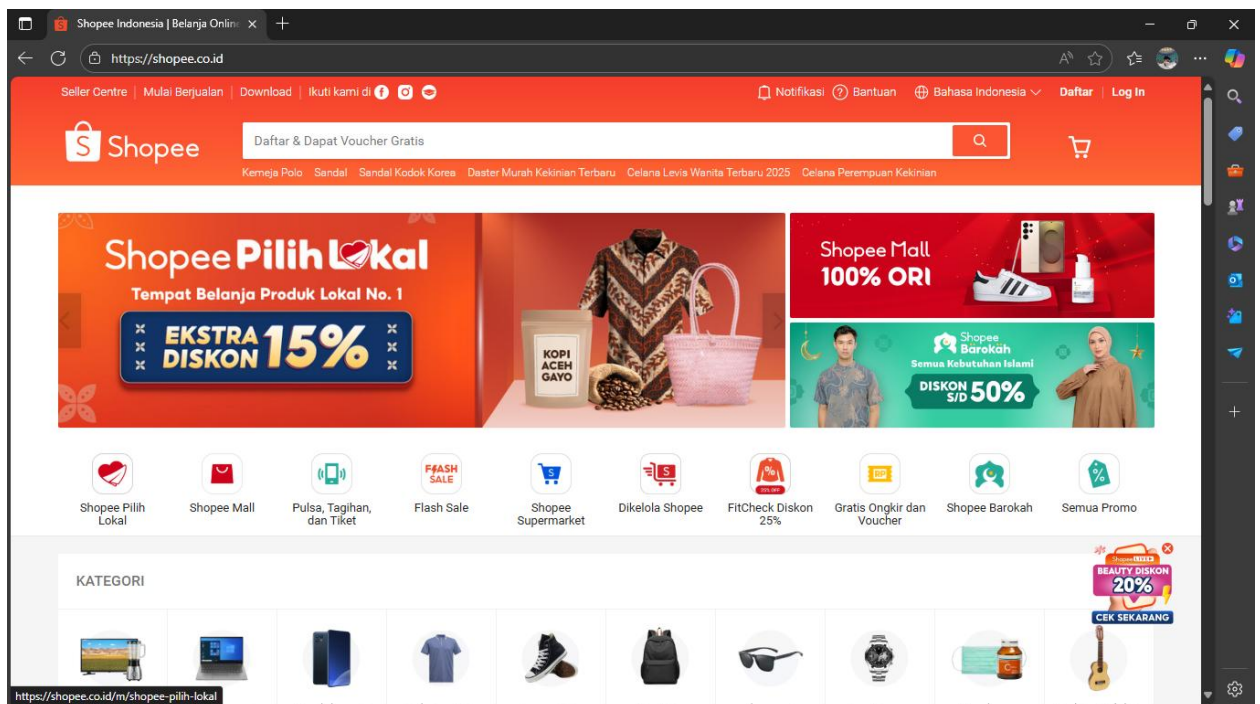 Shopee Indonesia | Belanja Onlin
https://shopee.co.id
Seller Centre | Mulai Berjualan | Download | Ikuti kami di
Notifikasi
Bantuan
Bahasa Indonesia
Daftar | Log In
Shopee
Daftar & Dapat Voucher Gratis
Kemeja Polo Sandal Sandal Kodok Korea Daster Murah Kekinian Terbaru Celana Levis Wanita Terbaru 2025 Celana Perempuan Kekinian
Shopee Pilih Lokal
Tempat Belanja Produk Lokal No. 1
EKSTRA
DISKON 15%
KOPI
ACEH
GAYO
Shopee Mall
100% ORI
Shopee
Barokah
Semua Kebutuhan Islami
DISKON
S/D 50%
Shopee Pilih
Lokal
Shopee Mall
Pulsa, Tagihan,
dan Tiket
FLASH
SALE
Flash Sale
Shopee
Supermarket
Dikelola Shopee
FitCheck Diskon
25%
Gratis Ongkir dan
Voucher
Shopee Barokah
Semua Promo
KATEGORI
Shopee LIVE
BEAUTY DISKON
20%
CEK SEKARANG
https://shopee.co.id/m/shopee-pilih-lokal